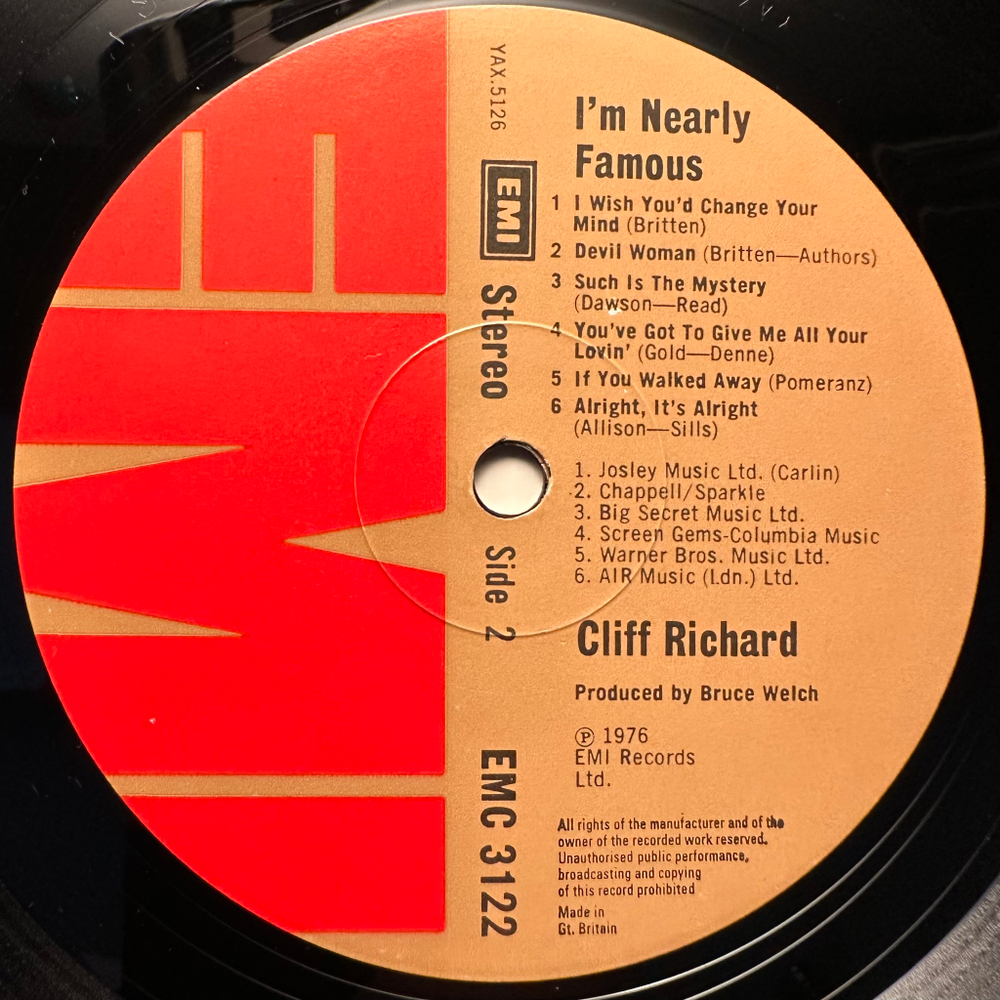 YAX.5126
EMI
Stereo
Side 2
EMC 3122
I'm Nearly
Famous
1 I Wish You'd Change Your
Mind (Britten)
2 Devil Woman (Britten—Authors)
3 Such Is The Mystery
(Dawson—Read)
4 You've Got To Give Me All Your
Lovin' (Gold—Denne)
5 If You Walked Away (Pomeranz)
6 Alright, It's Alright
(Allison—Sills)
1. Josley Music Ltd. (Carlin)
2. Chappell/Sparkle
3. Big Secret Music Ltd.
4. Screen Gems-Columbia Music
5. Warner Bros. Music Ltd.
6. AIR Music (Ldn.) Ltd.
Cliff Richard
Produced by Bruce Welch
℗ 1976
EMI Records
Ltd.
All rights of the manufacturer and of the
owner of the recorded work reserved.
Unauthorised public performance,
broadcasting and copying
of this record prohibited
Made in
Gt. Britain
EMI